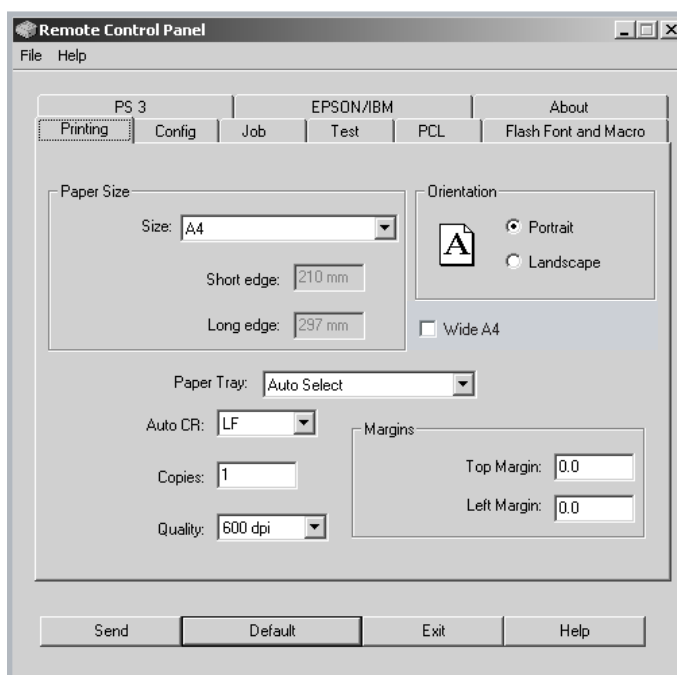 Remote Control Panel
File Help
PS 3 EPSON/IBM About
Printing Config Job Test PCL Flash Font and Macro
Paper Size
Size: A4
Short edge: 210 mm
Long edge: 297 mm
Orientation
A
Portrait
Landscape
Wide A4
Paper Tray: Auto Select
Auto CR: LF
Copies: 1
Quality: 600 dpi
Margins
Top Margin: 0.0
Left Margin: 0.0
Send Default Exit Help